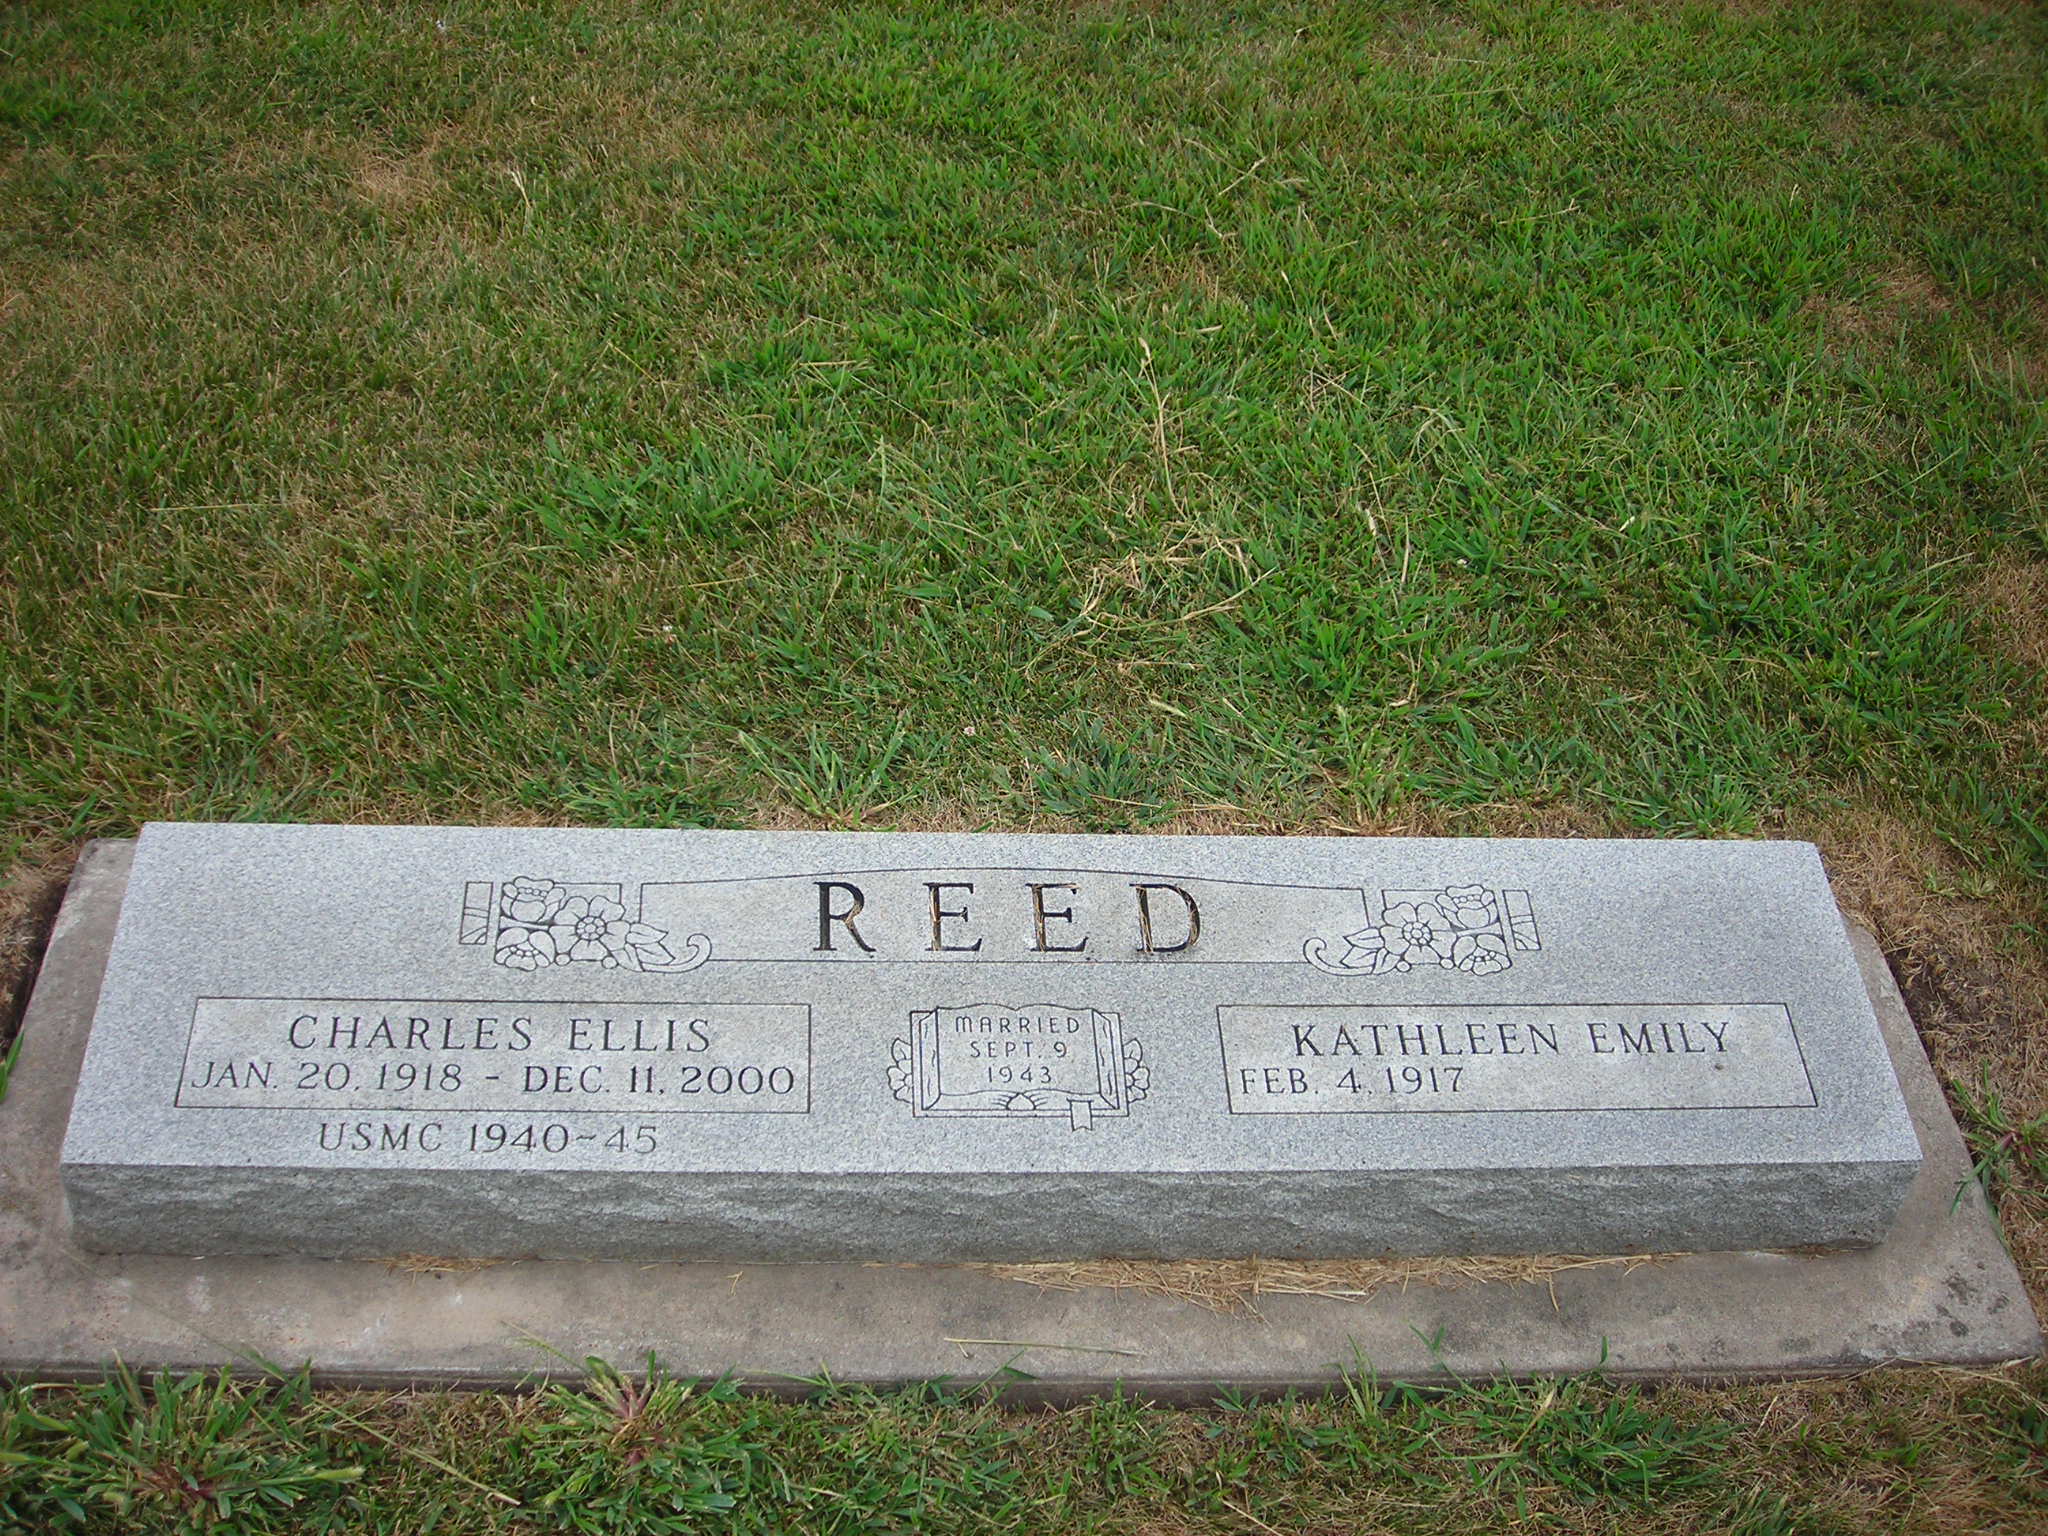 REED
CHARLES ELLIS
JAN. 20, 1918 - DEC. 11, 2000
USMC 1940~45
MARRIED
SEPT. 9
1943
KATHLEEN EMILY
FEB. 4, 1917